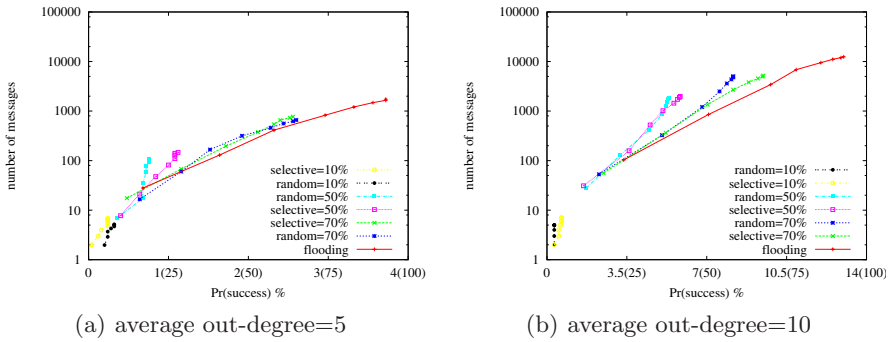 100000
10000
1000
100
10
1
number of messages
0
1(25)
2(50)
3(75)
4(100)
Pr(success) %
selective=10%
random=10%
random=50%
selective=50%
selective=70%
random=70%
flooding
(a) average out-degree=5
100000
10000
1000
100
10
1
number of messages
0
3.5(25)
7(50)
10.5(75)
14(100)
Pr(success) %
random=10%
selective=10%
random=50%
selective=50%
random=70%
selective=70%
flooding
(b) average out-degree=10